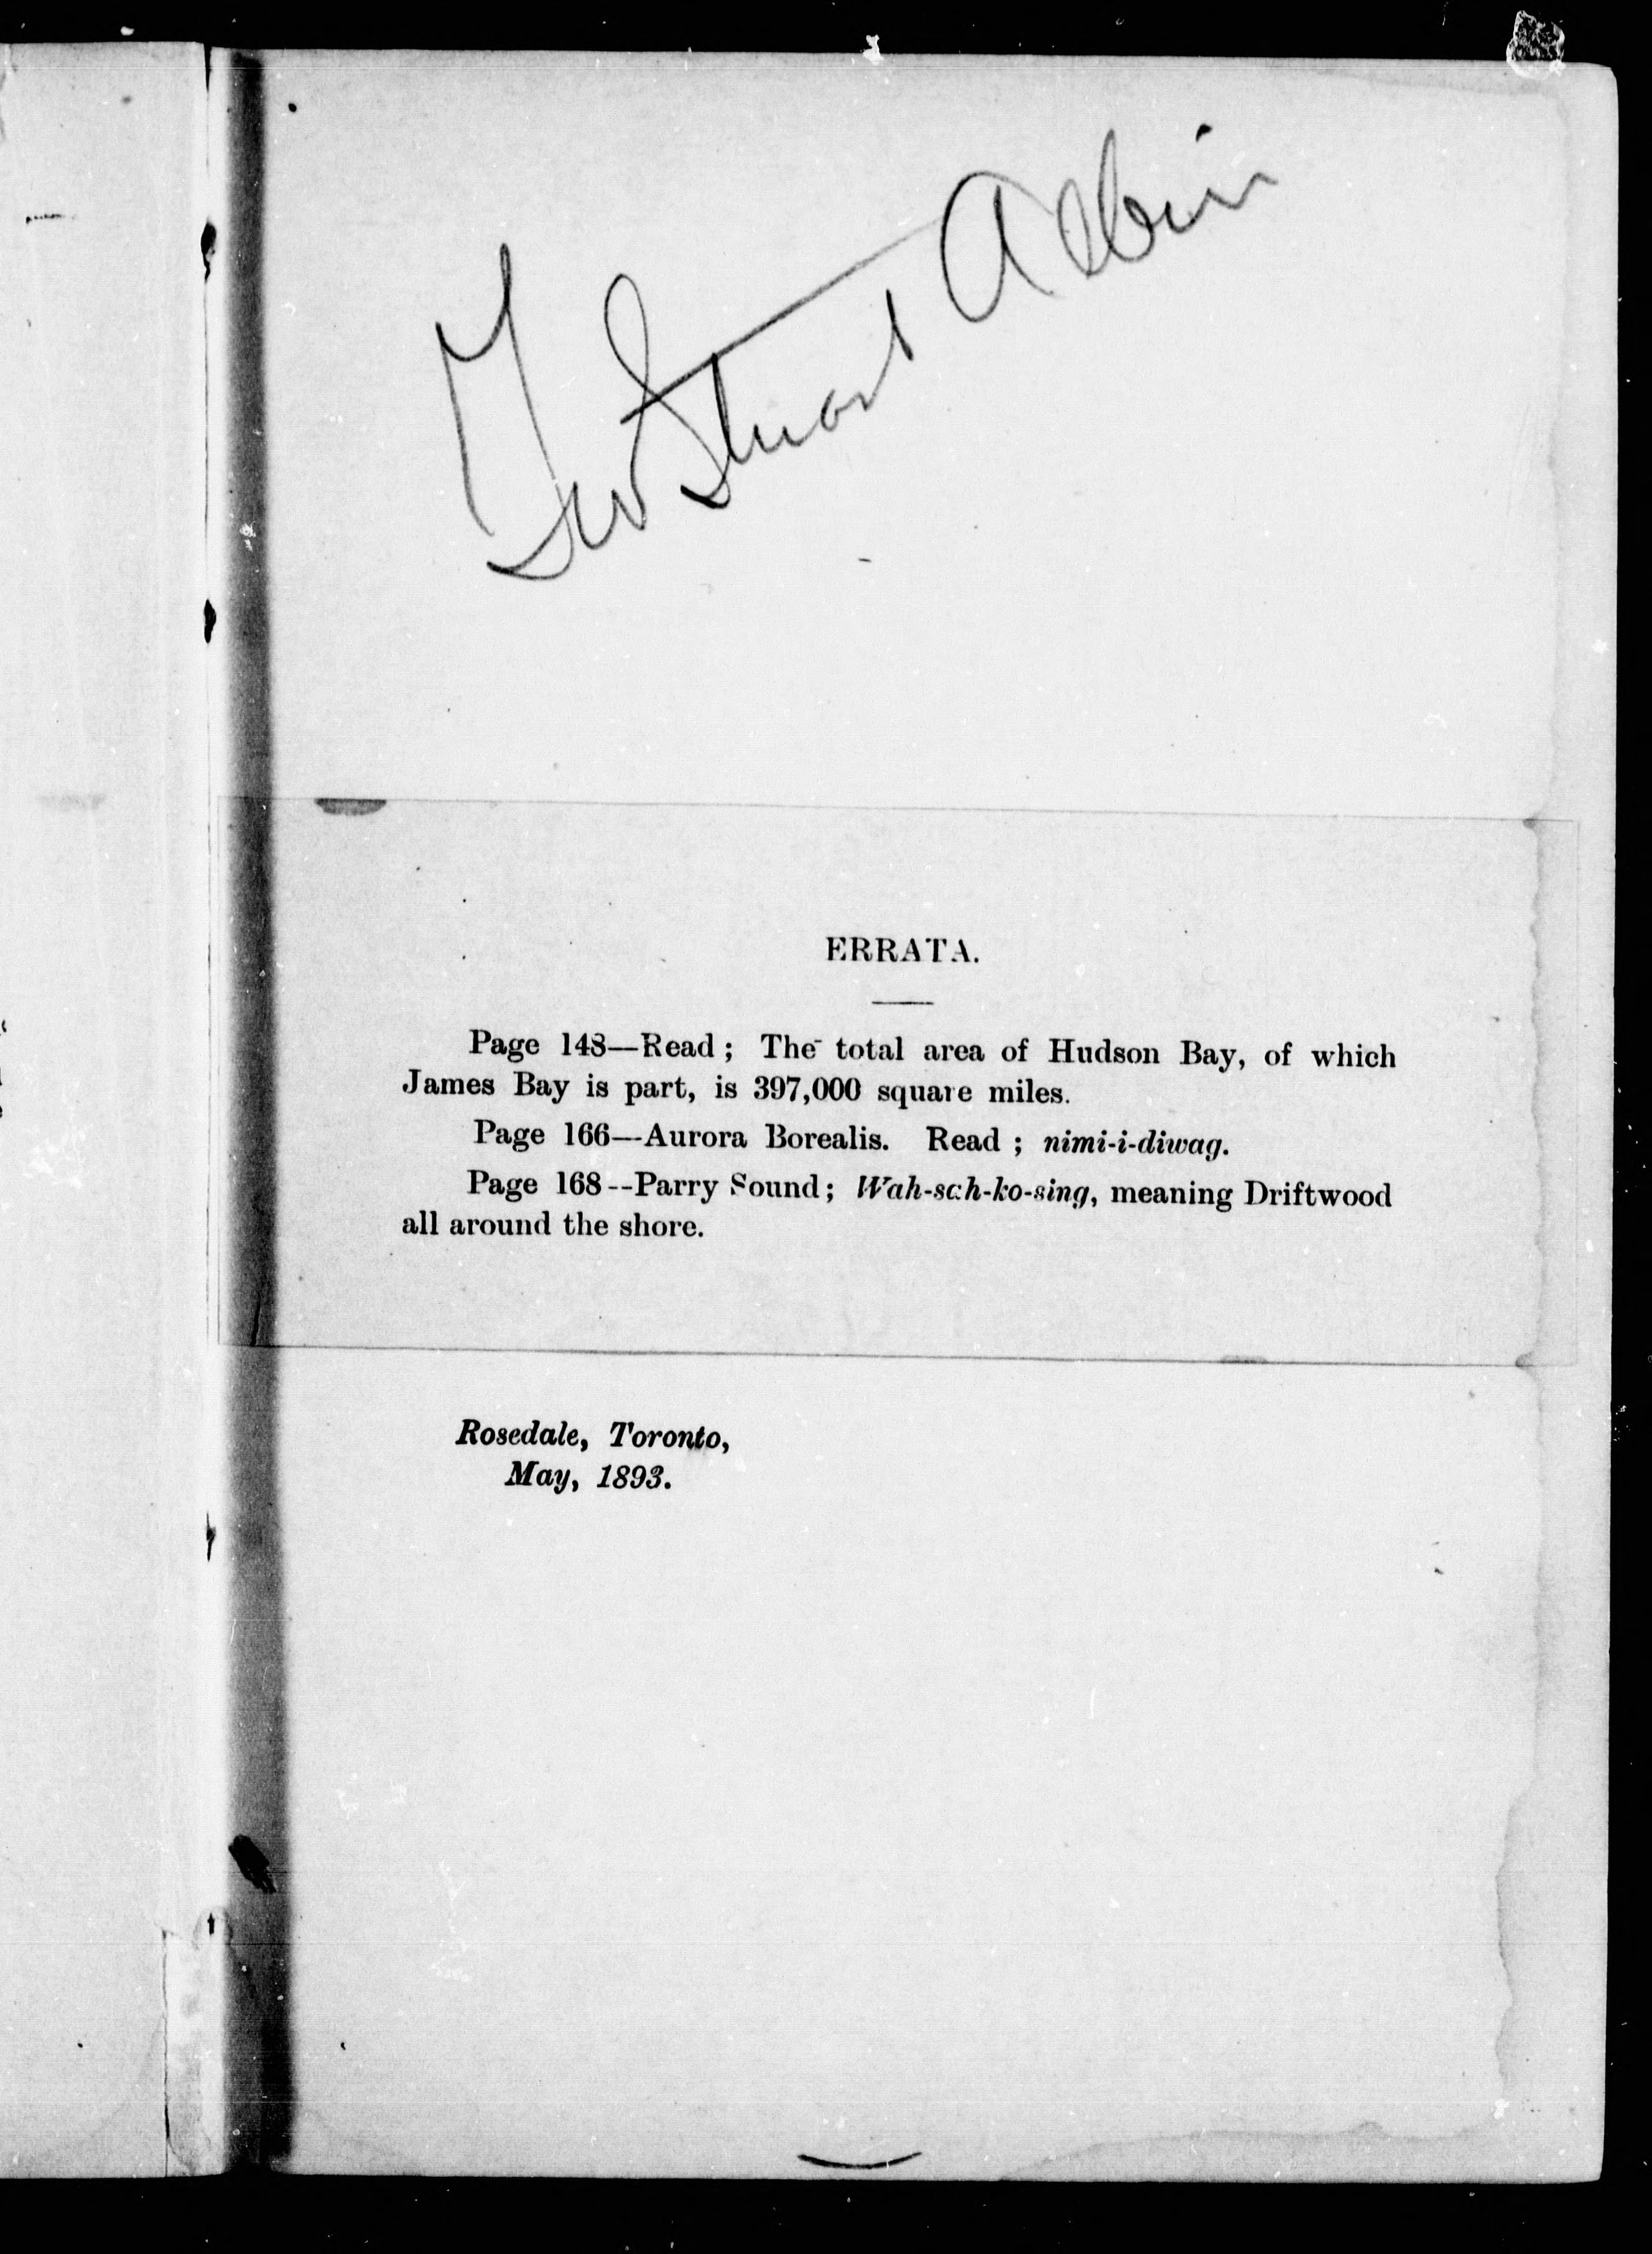 Stuart Albin
ERRATA.
Page 148—Read ; The total area of Hudson Bay, of which
James Bay is part, is 397,000 square miles.
Page 166—Aurora Borealis. Read ; nimi-i-diwag.
Page 168--Parry Sound; Wah-sah-ko-sing, meaning Driftwood
all around the shore.
Rosedale, Toronto,
May, 1893.